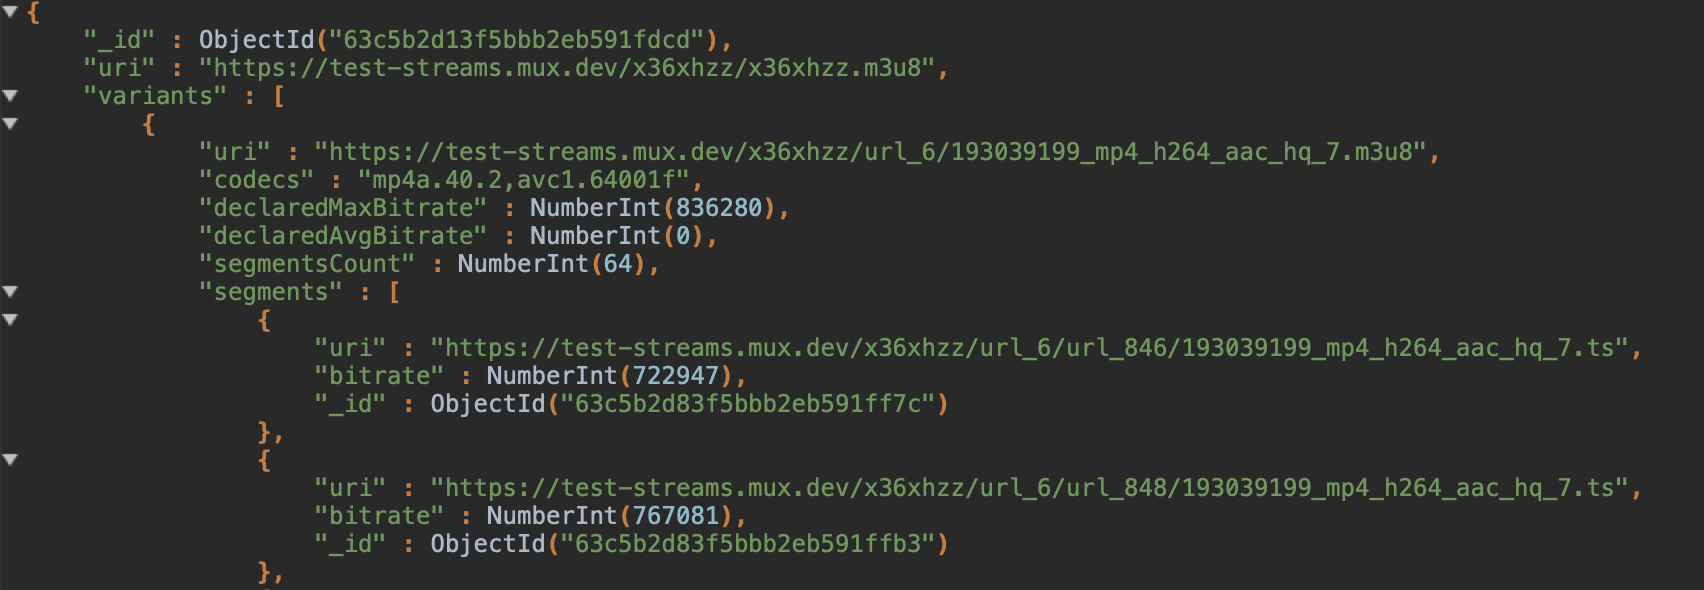 {
"_id" : ObjectId("63c5b2d13f5bbb2eb591fdcd"),
"uri" : "https://test-streams.mux.dev/x36xhzz/x36xhzz.m3u8",
"variants" : [
{
"uri" : "https://test-streams.mux.dev/x36xhzz/url_6/193039199_mp4_h264_aac_hq_7.m3u8",
"codecs" : "mp4a.40.2,avc1.64001f",
"declaredMaxBitrate" : NumberInt(836280),
"declaredAvgBitrate" : NumberInt(0),
"segmentsCount" : NumberInt(64),
"segments" : [
{
"uri" : "https://test-streams.mux.dev/x36xhzz/url_6/url_846/193039199_mp4_h264_aac_hq_7.ts",
"bitrate" : NumberInt(722947),
"_id" : ObjectId("63c5b2d83f5bbb2eb591ff7c")
},
{
"uri" : "https://test-streams.mux.dev/x36xhzz/url_6/url_848/193039199_mp4_h264_aac_hq_7.ts",
"bitrate" : NumberInt(767081),
"_id" : ObjectId("63c5b2d83f5bbb2eb591ffb3")
},